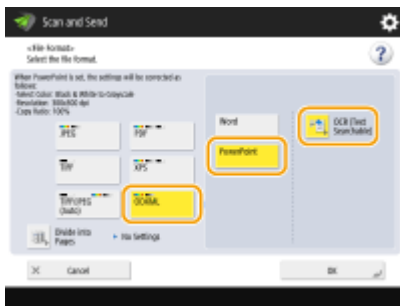 Scan and Send
<File Format>
Select the file format.
When PowerPoint is set, the settings will be corrected as
follows:
-Select Color: Black & White to Grayscale
-Resolution: 300x300 dpi
-Copy Ratio: 100%
JPEG
PDF
Word
OCR (Text
Searchable)
TIFF
XPS
PowerPoint
TIFF/JPEG
(Auto)
OOXML
Divide into
Pages
No Settings
Cancel
OK